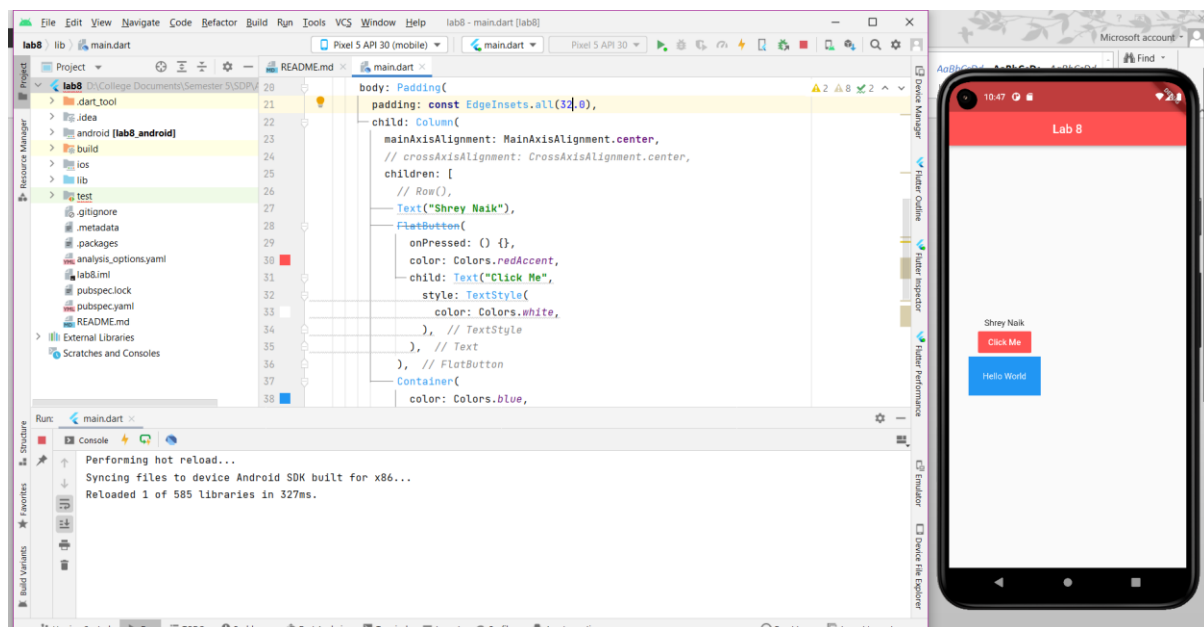 File Edit View Navigate Code Refactor Build Run Tools VCS Window Help lab8 - main.dart [lab8]
lab8 lib main.dart Pixel 5 API 30 (mobile) main.dart Pixel 5 API 30
Microsoft account
Find
Project README.md main.dart
lab8 D:\College Documents\Semester 5\SDP\
.dart_tool
.idea
android [lab8_android]
build
ios
lib
test
.gitignore
.metadata
.packages
analysis_options.yaml
lab8.iml
pubspec.lock
pubspec.yaml
README.md
External Libraries
Scratches and Consoles
2 8 2
20 body: Padding(
21 padding: const EdgeInsets.all(32.0),
22 child: Column(
23 mainAxisAlignment: MainAxisAlignment.center,
24 // crossAxisAlignment: CrossAxisAlignment.center,
25 children: [
26 // Row(),
27 Text("Shrey Naik"),
28 FlatButton(
29 onPressed: () {},
30 color: Colors.redAccent,
31 child: Text("Click Me",
32 style: TextStyle(
33 color: Colors.white,
34 ), // TextStyle
35 ), // Text
36 ), // FlatButton
37 Container(
38 color: Colors.blue,
Project
Resource Manager
Structure
Favorites
Build Variants
Device Manager
Flutter Outline
Flutter Inspector
Flutter Performance
Emulator
Device File Explorer
Run: main.dart
Console
Performing hot reload...
Syncing files to device Android SDK built for x86...
Reloaded 1 of 585 libraries in 327ms.
10:47
Lab 8
Shrey Naik
Click Me
Hello World